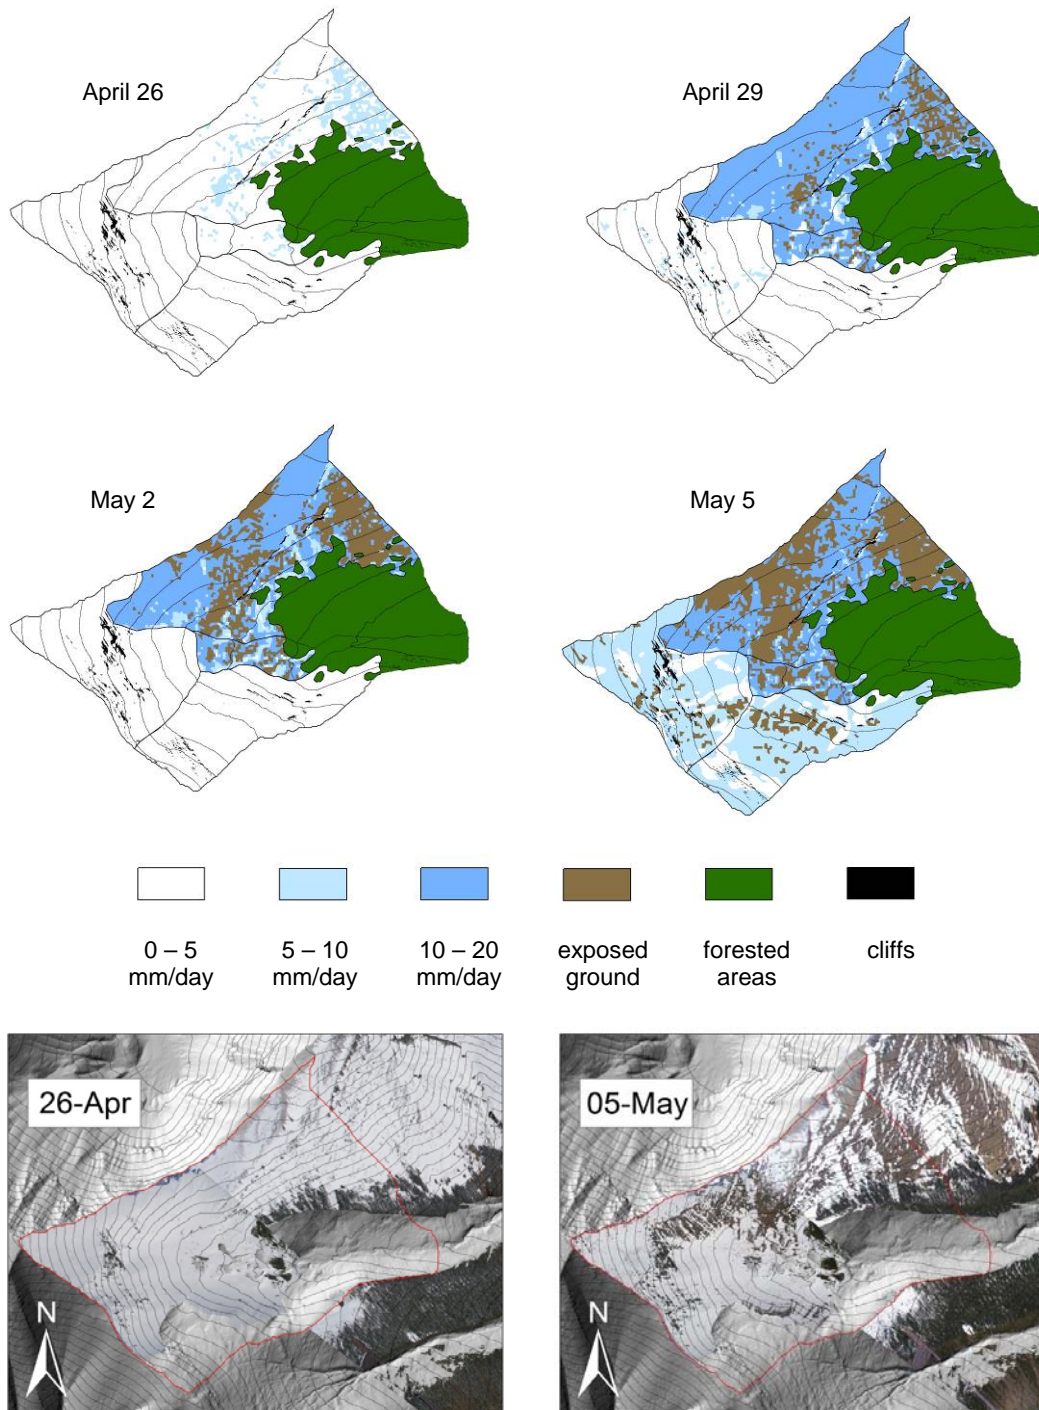 April 26
April 29
May 2
May 5
0 – 5
mm/day
5 – 10
mm/day
10 – 20
mm/day
exposed
ground
forested
areas
cliffs
26-Apr
05-May
N
N